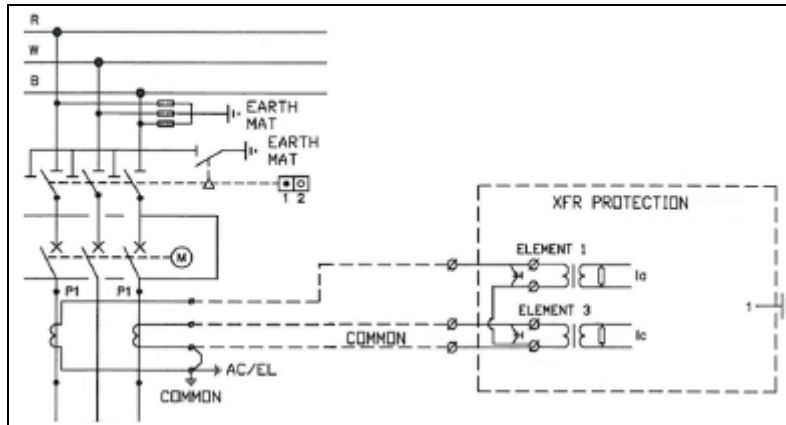 R
W
B
EARTH
MAT
EARTH
MAT
1 2
XFR PROTECTION
M
ELEMENT 1
Ia
P1
P1
ELEMENT 3
1
COMMON
Ic
AC/EL
COMMON